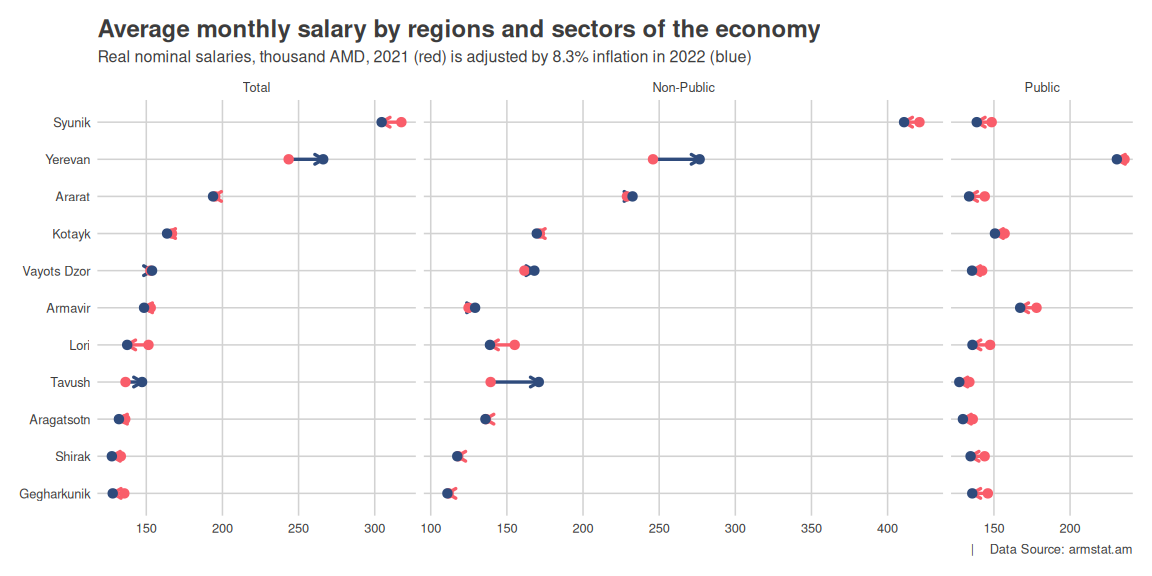 Average monthly salary by regions and sectors of the economy
Real nominal salaries, thousand AMD, 2021 (red) is adjusted by 8.3% inflation in 2022 (blue)
Total Non-Public Public
Syunik
Yerevan
Ararat
Kotayk
Vayots Dzor
Armavir
Lori
Tavush
Aragatsotn
Shirak
Gegharkunik
150 200 250 300 100 150 200 250 300 350 400 150 200
| Data Source: armstat.am